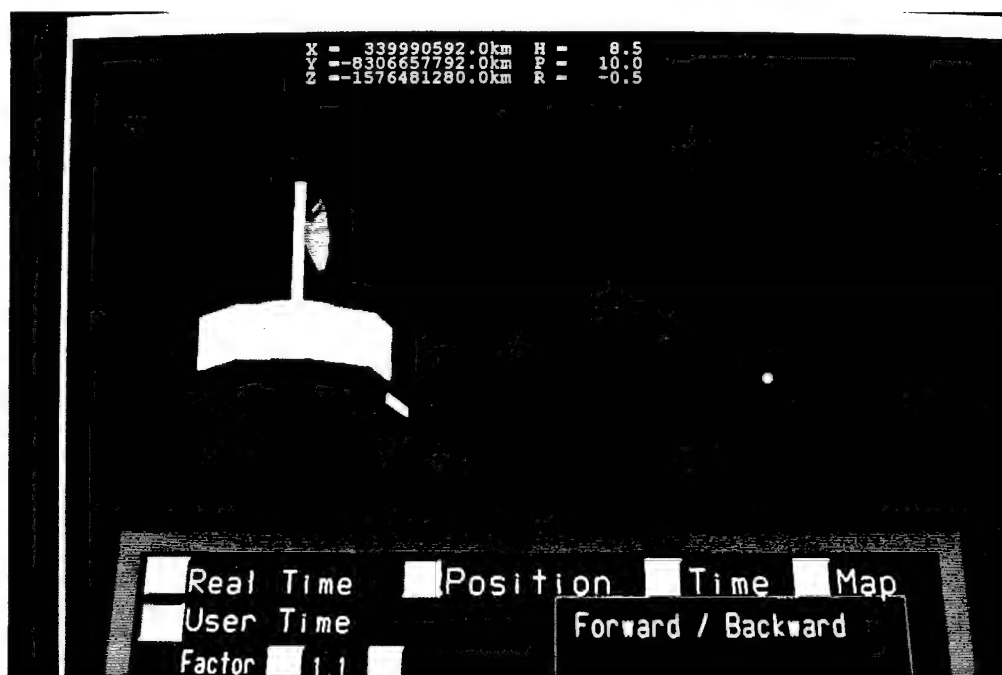 X = 339990592.0km H = 8.5
Y =-8306657792.0km P = 10.0
Z =-1576481280.0km R = -0.5
Real Time Position Time Map
User Time
Forward / Backward
Factor 1.1